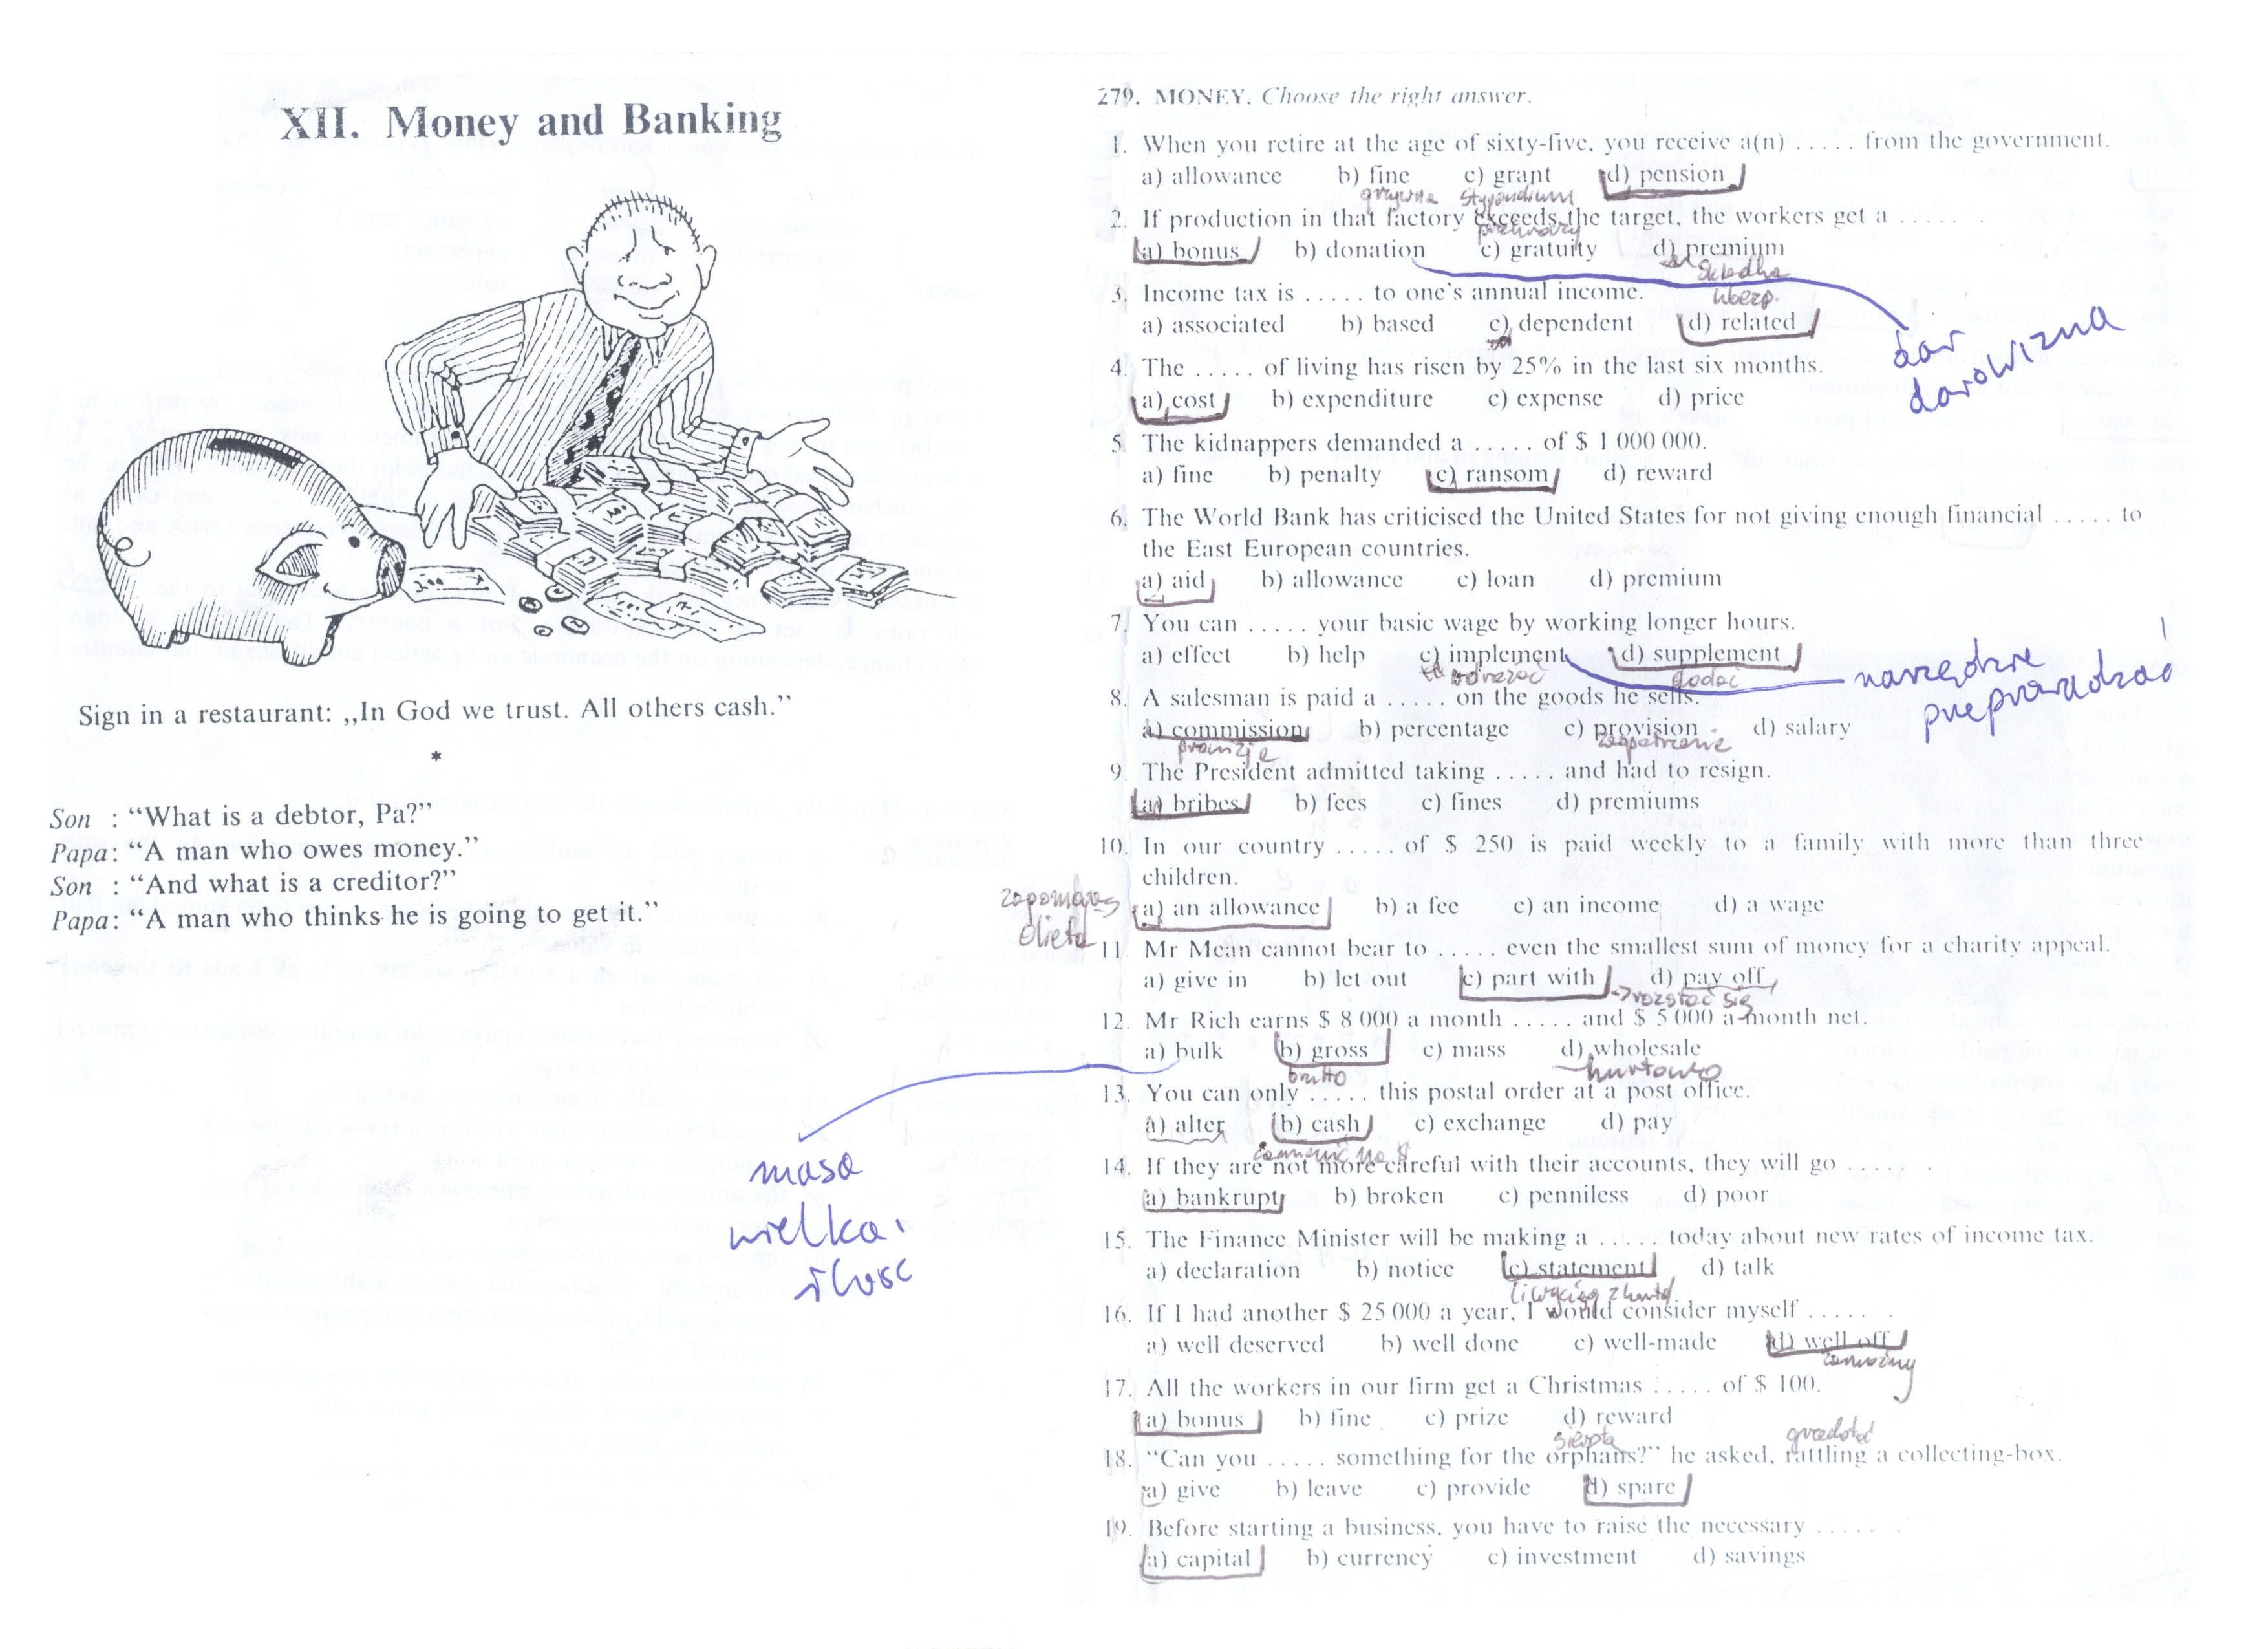 XII. Money and Banking
Sign in a restaurant: „In God we trust. All others cash.”
*
Son : “What is a debtor, Pa?”
Papa: “A man who owes money.”
Son : “And what is a creditor?”
Papa: “A man who thinks he is going to get it.”
279. MONEY. Choose the right answer.
1. When you retire at the age of sixty-five, you receive a(n) ..... from the government.
a) allowance b) fine c) grant d) pension
grzywna stypendium
2. If production in that factory exceeds the target, the workers get a ..... .
a) bonus b) donation c) gratuity d) premium
składka
ubezp.
dar
darowizna
3. Income tax is ..... to one's annual income.
a) associated b) based c) dependent d) related
4. The ..... of living has risen by 25% in the last six months.
a) cost b) expenditure c) expense d) price
5. The kidnappers demanded a ..... of $ 1 000 000.
a) fine b) penalty c) ransom d) reward
6. The World Bank has criticised the United States for not giving enough financial ..... to
the East European countries.
a) aid b) allowance c) loan d) premium
7. You can ..... your basic wage by working longer hours.
a) effect b) help c) implement d) supplement
dodać
narzędzie
8. A salesman is paid a ..... on the goods he sells.
a) commission b) percentage c) provision d) salary
zaopatrzenie
9. The President admitted taking ..... and had to resign.
a) bribes b) fees c) fines d) premiums
10. In our country ..... of $ 250 is paid weekly to a family with more than three
children.
a) an allowance b) a fee c) an income d) a wage
zapomoga
dieta
11. Mr Mean cannot bear to ..... even the smallest sum of money for a charity appeal.
a) give in b) let out c) part with d) pay off
→rozstać się
12. Mr Rich earns $ 8 000 a month ..... and $ 5 000 a month net.
a) bulk b) gross c) mass d) wholesale
brutto hurtowo
masa
wielka
ilość
13. You can only ..... this postal order at a post office.
a) alter b) cash c) exchange d) pay
zamienić na $
14. If they are not more careful with their accounts, they will go ..... .
a) bankrupt b) broken c) penniless d) poor
15. The Finance Minister will be making a ..... today about new rates of income tax.
a) declaration b) notice c) statement d) talk
16. If I had another $ 25 000 a year, I would consider myself ..... .
a) well deserved b) well done c) well-made d) well off
zamożny
17. All the workers in our firm get a Christmas ..... of $ 100.
a) bonus b) fine c) prize d) reward
sierota
18. “Can you ..... something for the orphans?” he asked, rattling a collecting-box.
a) give b) leave c) provide d) spare
19. Before starting a business, you have to raise the necessary ..... .
a) capital b) currency c) investment d) savings